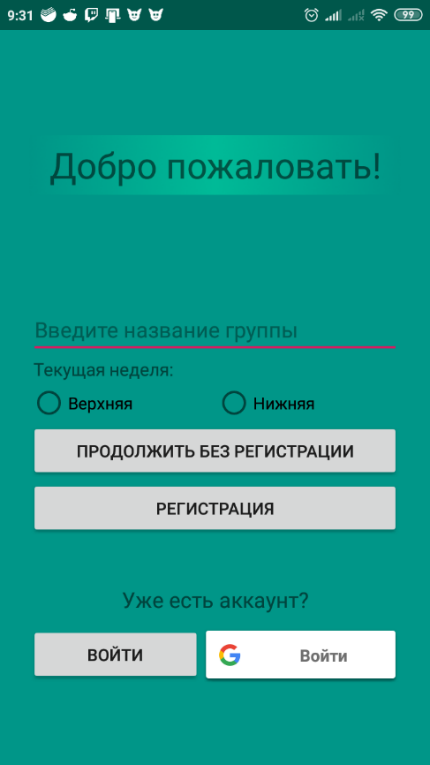 9:31
99
Добро пожаловать!
Введите название группы
Текущая неделя:
Верхняя
Нижняя
ПРОДОЛЖИТЬ БЕЗ РЕГИСТРАЦИИ
РЕГИСТРАЦИЯ
Уже есть аккаунт?
ВОЙТИ
Войти